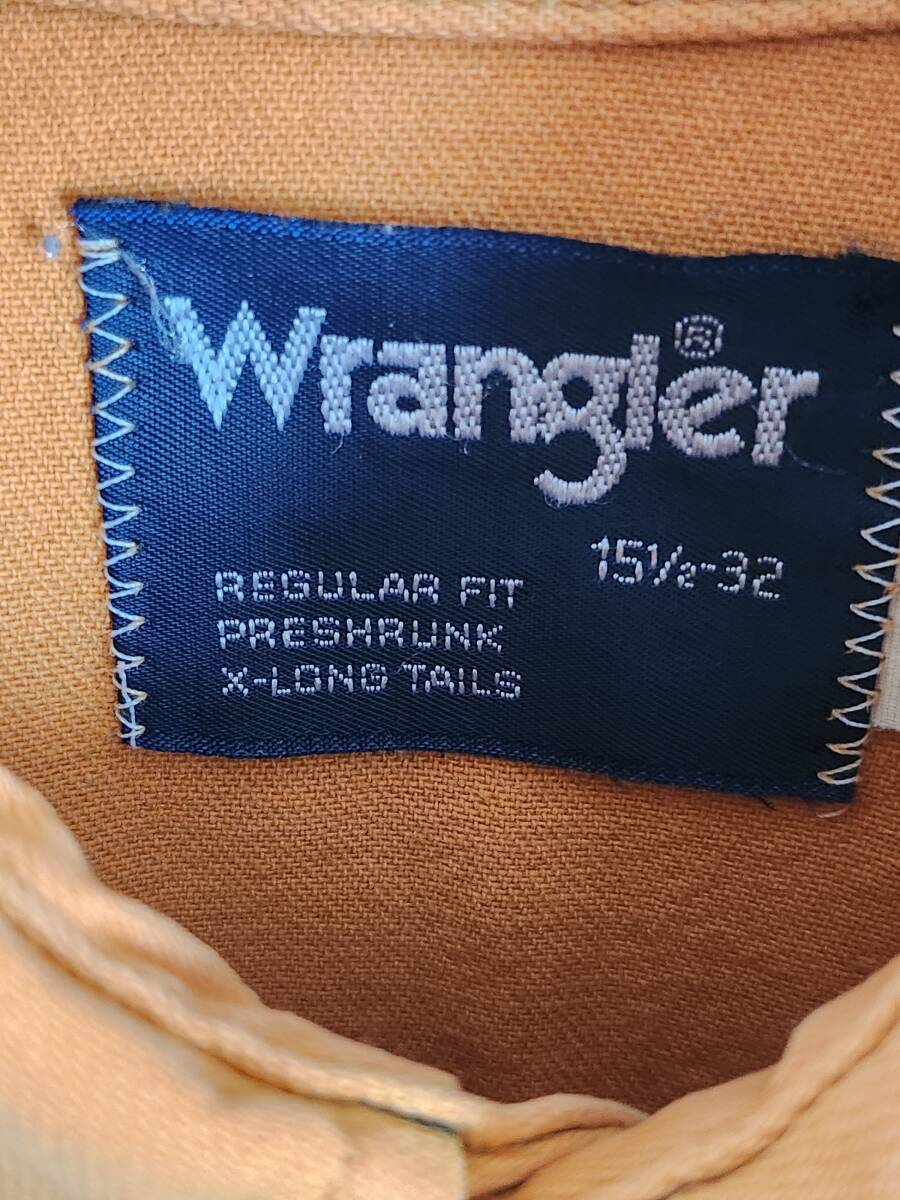 Wrangler®
15½-32
REGULAR FIT
PRESHRUNK
X-LONG TAILS